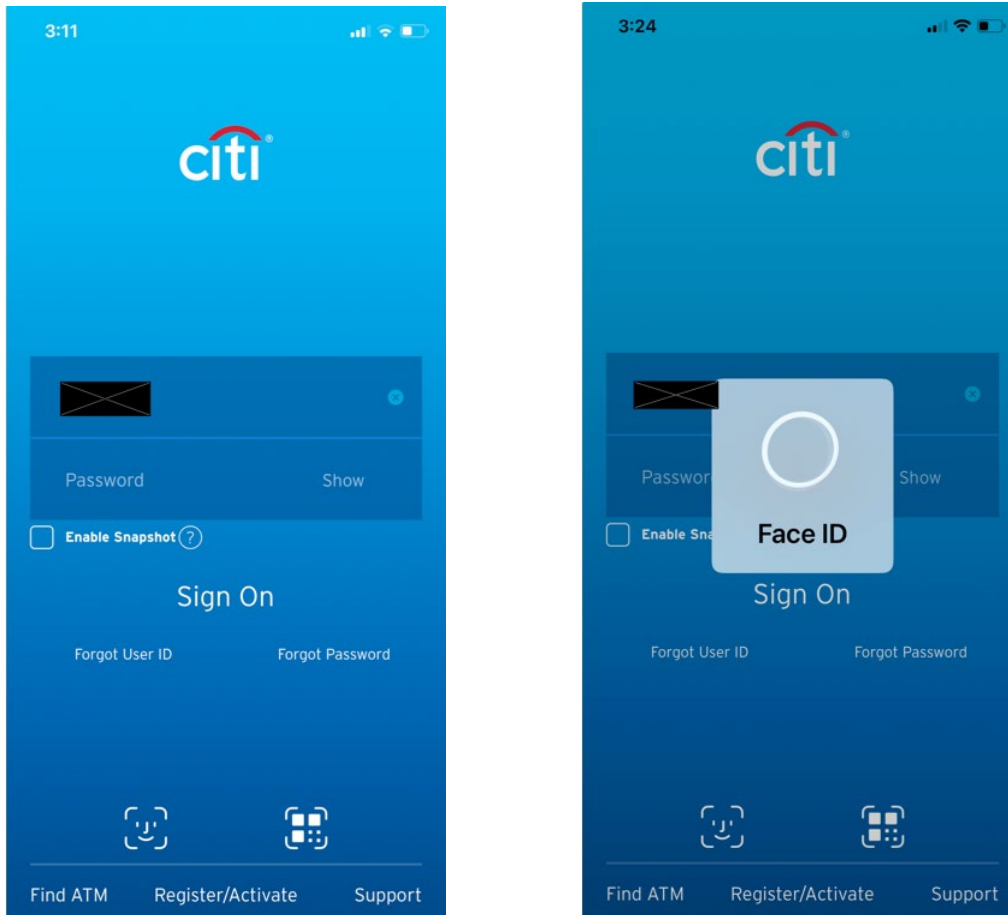 3:11
citi®
Password Show
Enable Snapshot ?
Sign On
Forgot User ID Forgot Password
Find ATM Register/Activate Support
3:24
citi®
Passwor Show
Enable Sna
Face ID
Sign On
Forgot User ID Forgot Password
Find ATM Register/Activate Support